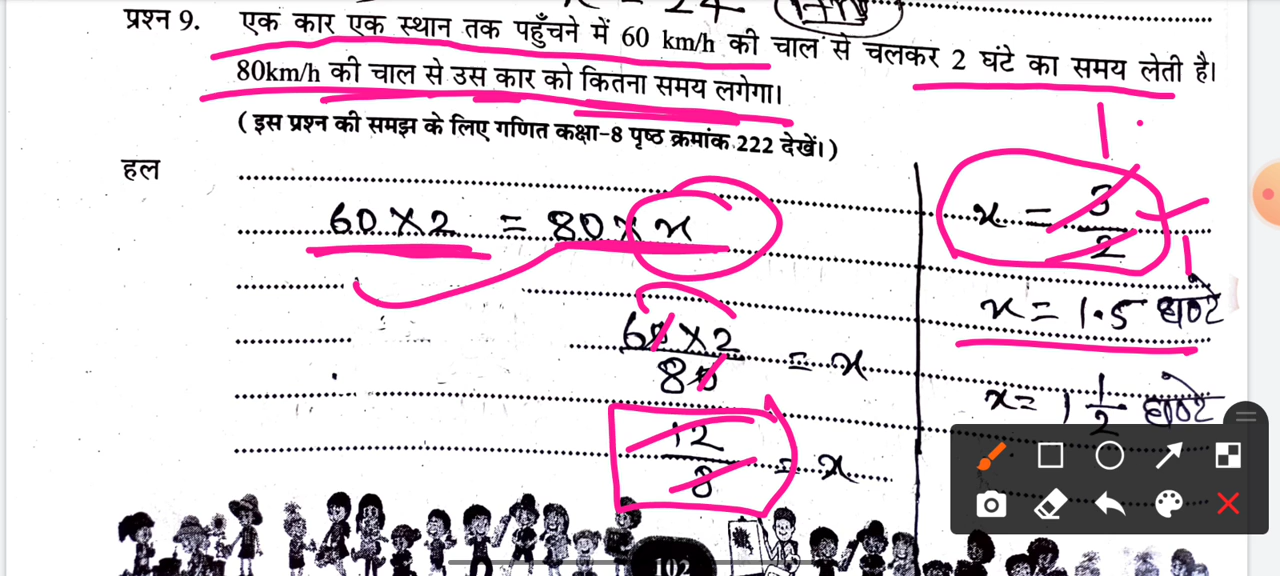 प्रश्न 9. एक कार एक स्थान तक पहुँचने में 60 km/h की चाल से चलकर 2 घंटे का समय लेती है।
80km/h की चाल से उस कार को कितना समय लगेगा।
( इस प्रश्न की समझ के लिए गणित कक्षा-8 पृष्ठ क्रमांक 222 देखें। )
हल
60 × 2 = 80 × x
60 × 2 / 80 = x
12 / 8 = x
x = 3 / 2
x = 1.5 घण्टे
x = 1 1/2 घण्टे
102